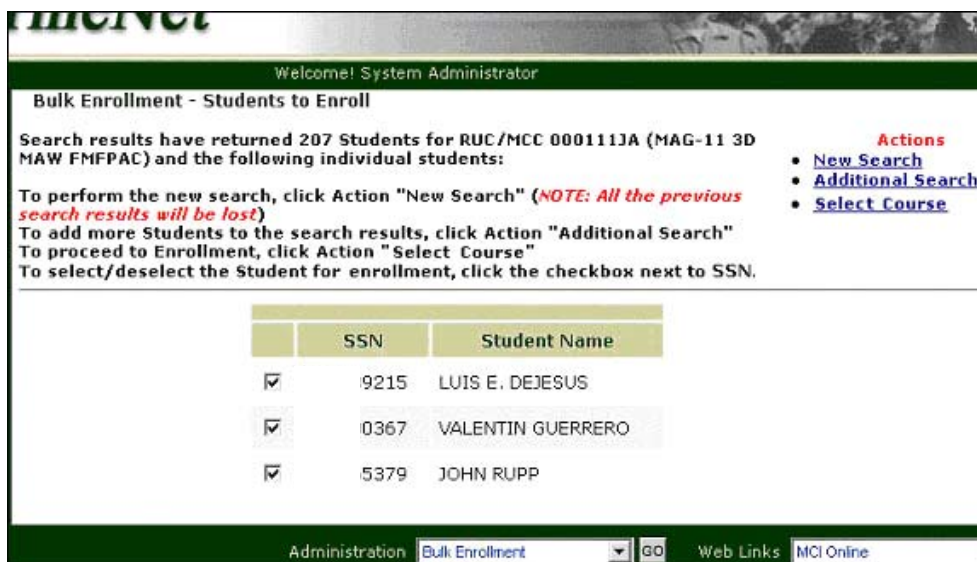 Welcome! System Administrator
Bulk Enrollment - Students to Enroll
Search results have returned 207 Students for RUC/MCC 000111JA (MAG-11 3D
MAW FMFPAC) and the following individual students:
To perform the new search, click Action "New Search" (NOTE: All the previous
search results will be lost)
To add more Students to the search results, click Action "Additional Search"
To proceed to Enrollment, click Action "Select Course"
To select/deselect the Student for enrollment, click the checkbox next to SSN.
Actions
New Search
Additional Search
Select Course
SSN Student Name
9215 LUIS E. DEJESUS
0367 VALENTIN GUERRERO
5379 JOHN RUPP
Administration Bulk Enrollment GO Web Links MCI Online